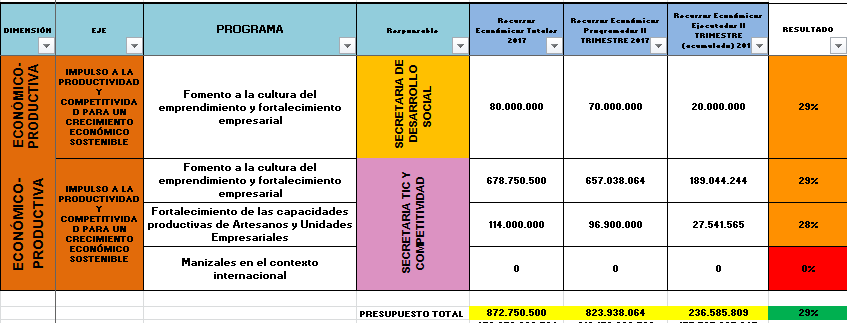 DIMENSIÓN EJE PROGRAMA Responsable Recursos Económicos Totales 2017 Recursos Económicos Programados II TRIMESTRE 2017 Recursos Económicos Ejecutados II TRIMESTRE (acumulado) 201 RESULTADO
ECONÓMICO-
PRODUCTIVA
IMPULSO A LA
PRODUCTIVIDAD
Y
COMPETITIVIDA
D PARA UN
CRECIMIENTO
ECONÓMICO
SOSTENIBLE
Fomento a la cultura del
emprendimiento y fortalecimiento
empresarial
SECRETARIA DE
DESARROLLO
SOCIAL
80.000.000 70.000.000 20.000.000 29%
ECONÓMICO-
PRODUCTIVA
IMPULSO A LA
PRODUCTIVIDAD
Y
COMPETITIVIDA
D PARA UN
CRECIMIENTO
ECONÓMICO
SOSTENIBLE
Fomento a la cultura del
emprendimiento y fortalecimiento
empresarial
SECRETARIA TIC Y
COMPETITIVIDAD
678.750.500 657.038.064 189.044.244 29%
Fortalecimiento de las capacidades
productivas de Artesanos y Unidades
Empresariales
114.000.000 96.900.000 27.541.565 28%
Manizales en el contexto
internacional
0 0 0 0%
PRESUPUESTO TOTAL 872.750.500 823.938.064 236.585.809 29%